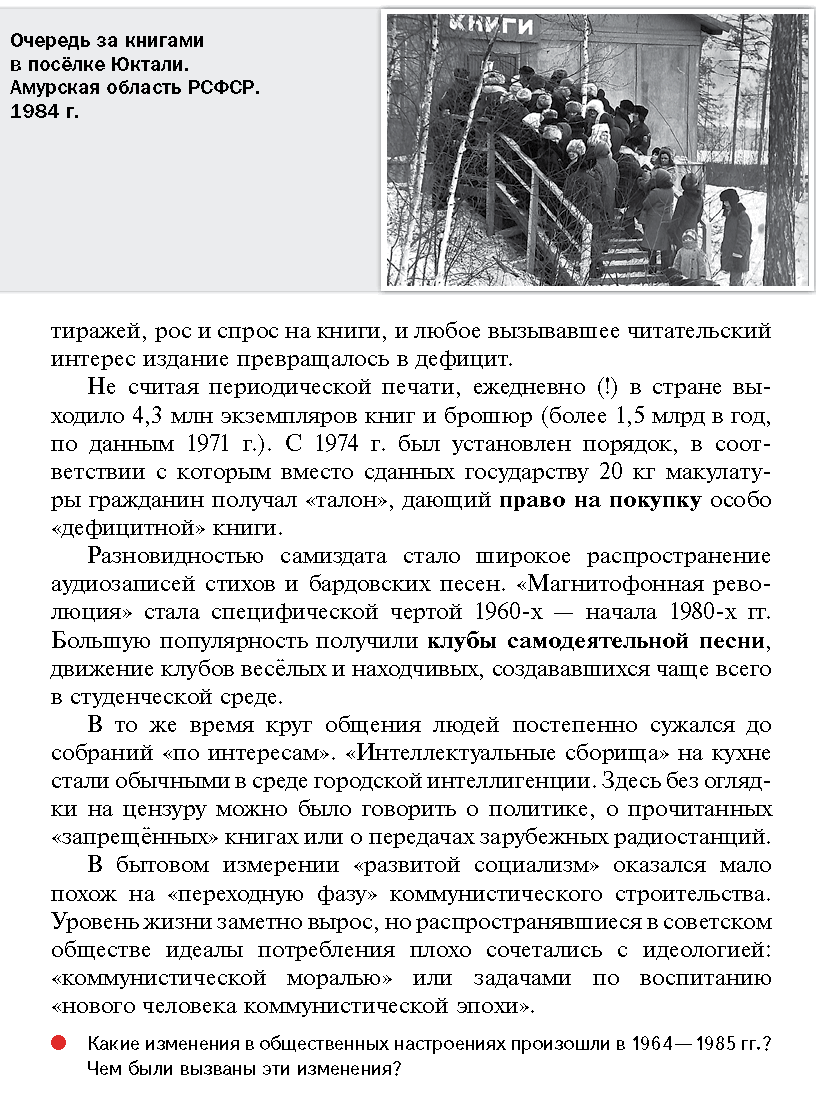 Очередь за книгами
в посёлке Юктали.
Амурская область РСФСР.
1984 г.
КНИГИ
тиражей, рос и спрос на книги, и любое вызывавшее читательский
интерес издание превращалось в дефицит.
Не считая периодической печати, ежедневно (!) в стране вы-
ходило 4,3 млн экземпляров книг и брошюр (более 1,5 млрд в год,
по данным 1971 г.). С 1974 г. был установлен порядок, в соот-
ветствии с которым вместо сданных государству 20 кг макулату-
ры гражданин получал «талон», дающий право на покупку особо
«дефицитной» книги.
Разновидностью самиздата стало широкое распространение
аудиозаписей стихов и бардовских песен. «Магнитофонная рево-
люция» стала специфической чертой 1960-х — начала 1980-х гг.
Большую популярность получили клубы самодеятельной песни,
движение клубов весёлых и находчивых, создававшихся чаще всего
в студенческой среде.
В то же время круг общения людей постепенно сужался до
собраний «по интересам». «Интеллектуальные сборища» на кухне
стали обычными в среде городской интеллигенции. Здесь без огляд-
ки на цензуру можно было говорить о политике, о прочитанных
«запрещённых» книгах или о передачах зарубежных радиостанций.
В бытовом измерении «развитой социализм» оказался мало
похож на «переходную фазу» коммунистического строительства.
Уровень жизни заметно вырос, но распространявшиеся в советском
обществе идеалы потребления плохо сочетались с идеологией:
«коммунистической моралью» или задачами по воспитанию
«нового человека коммунистической эпохи».
Какие изменения в общественных настроениях произошли в 1964—1985 гг.?
Чем были вызваны эти изменения?